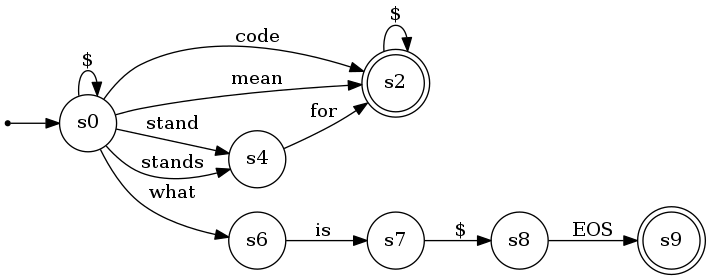 $
$
code
mean
stand
for
stands
what
s0
s2
s4
s6
is
s7
$
s8
EOS
s9